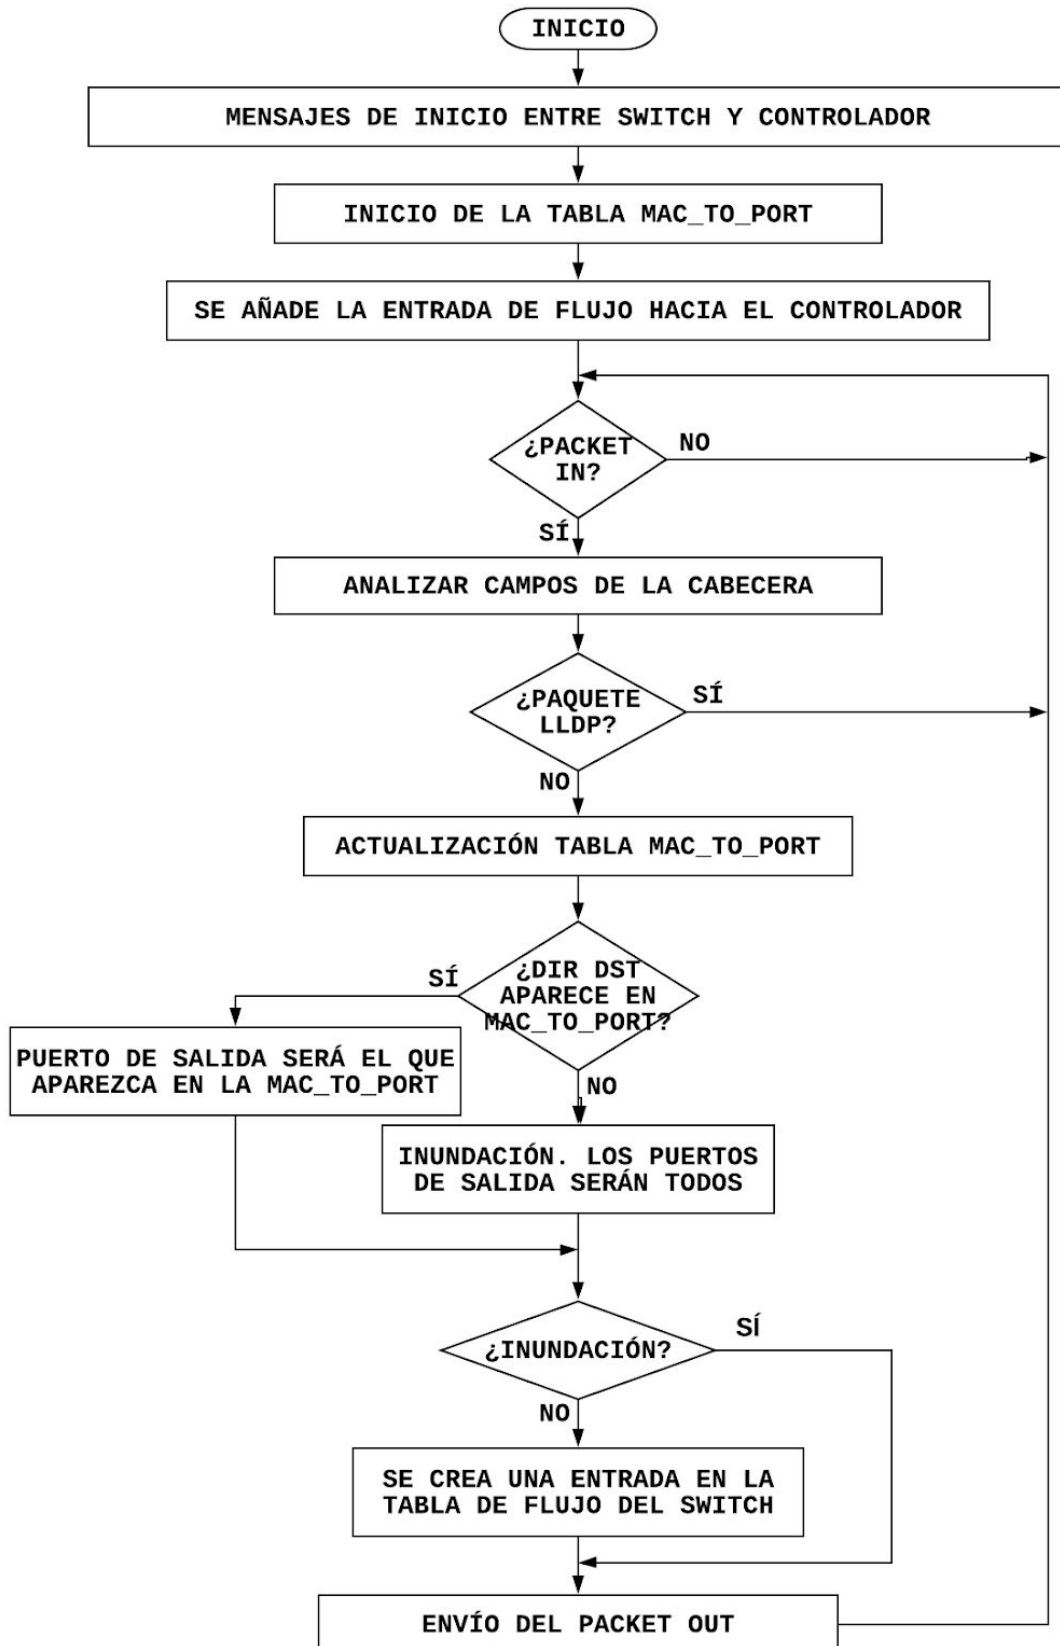 INICIO
MENSAJES DE INICIO ENTRE SWITCH Y CONTROLADOR
INICIO DE LA TABLA MAC_TO_PORT
SE AÑADE LA ENTRADA DE FLUJO HACIA EL CONTROLADOR
¿PACKET
IN?
NO
SÍ
ANALIZAR CAMPOS DE LA CABECERA
¿PAQUETE
LLDP?
SÍ
NO
ACTUALIZACIÓN TABLA MAC_TO_PORT
¿DIR DST
APARECE EN
MAC_TO_PORT?
SÍ
PUERTO DE SALIDA SERÁ EL QUE
APAREZCA EN LA MAC_TO_PORT
NO
INUNDACIÓN. LOS PUERTOS
DE SALIDA SERÁN TODOS
¿INUNDACIÓN?
SÍ
NO
SE CREA UNA ENTRADA EN LA
TABLA DE FLUJO DEL SWITCH
ENVÍO DEL PACKET OUT